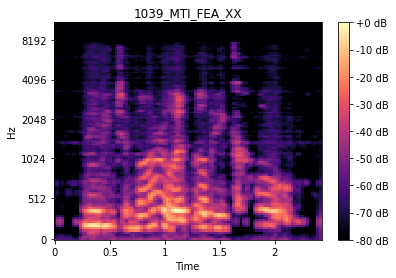 1039_MTI_FEA_XX
+0 dB
8192
-10 dB
4096
-20 dB
-30 dB
2048
Hz
-40 dB
1024
-50 dB
512
-60 dB
-70 dB
0
-80 dB
0
0.5
1
1.5
2
Time